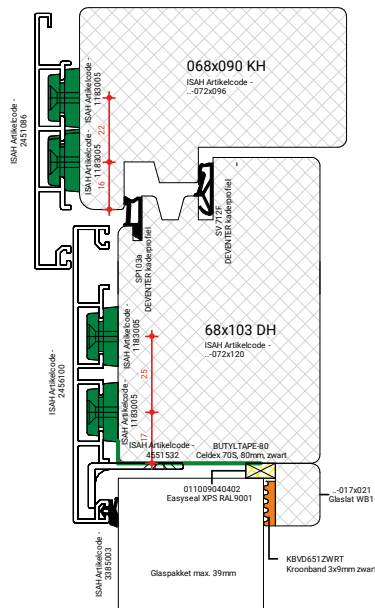 068x090 KH
ISAH Artikelcode -
..-072x096
ISAH Artikelcode -
2451086
ISAH Artikelcode -
1183005
22
ISAH Artikelcode -
1183005
16
SP103a
DEVENTER kaderprofiel
SV 712F
DEVENTER kaderprofiel
68x103 DH
ISAH Artikelcode -
..-072x120
ISAH Artikelcode -
1183005
25
ISAH Artikelcode -
2456100
ISAH Artikelcode -
1183005
17
ISAH Artikelcode -
4551532
BUTYLTAPE-80
Celdex 70S, 80mm, zwart
011009040402
Easyseal XPS RAL9001
..-017x021
Glaslat WB1
ISAH Artikelcode -
3385003
KBVD651ZWRT
Kroonband 3x9mm zwart
Glaspakket max. 39mm